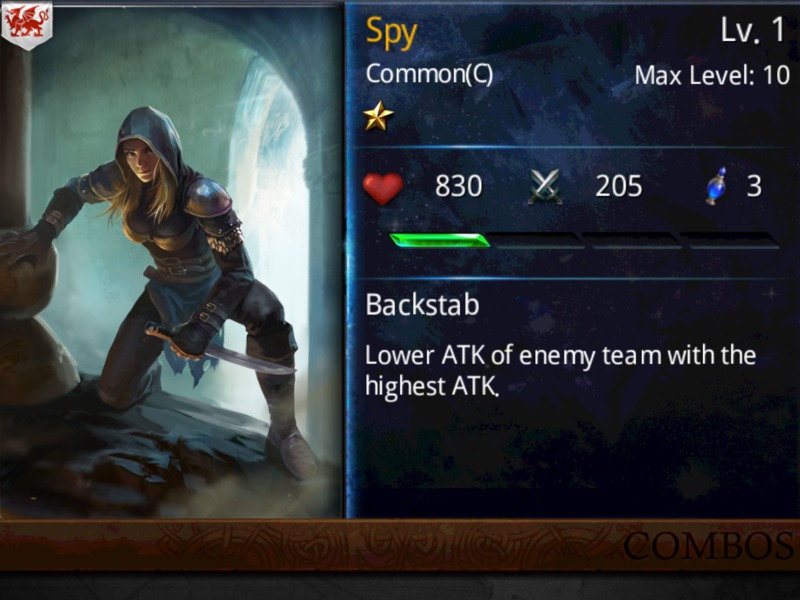 Spy Lv. 1
Common(C) Max Level: 10
830 205 3
Backstab
Lower ATK of enemy team with the
highest ATK.
COMBOS